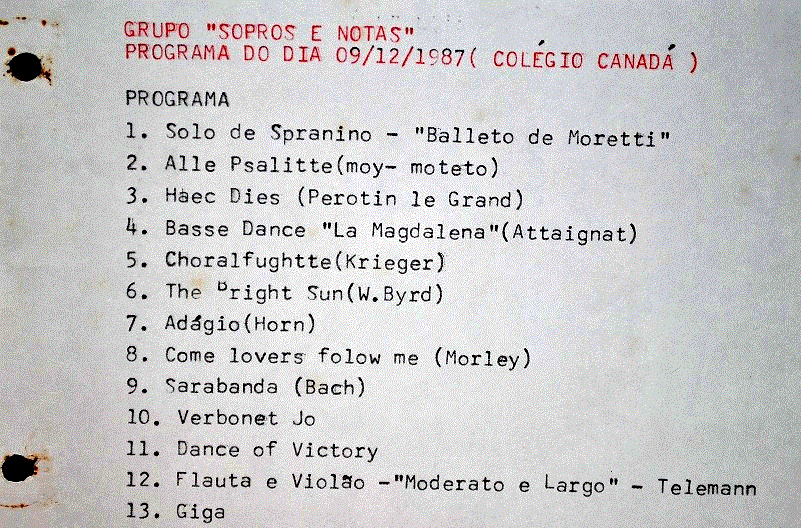 GRUPO "SOPROS E NOTAS"
PROGRAMA DO DIA 09/12/1987( COLÉGIO CANADÁ )
PROGRAMA
1. Solo de Spranino - "Balleto de Moretti"
2. Alle Psalitte(moy- moteto)
3. Haec Dies (Perotin le Grand)
4. Basse Dance "La Magdalena"(Attaignat)
5. Choralfughtte(Krieger)
6. The bright Sun(W.Byrd)
7. Adágio(Horn)
8. Come lovers folow me (Morley)
9. Sarabanda (Bach)
10. Verbonet Jo
11. Dance of Victory
12. Flauta e Violão -"Moderato e Largo" - Telemann
13. Giga